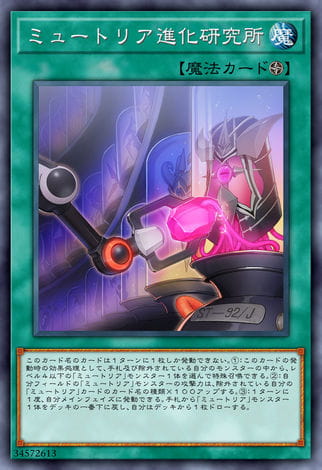 ミュートリア進化研究所 魔
【魔法カード】
ST-92/J
このカード名のカードは1ターンに1枚しか発動できない。①:このカードの発
動時の効果処理として、手札及び除外されている自分のモンスターの中から、レ
ベル4以下の「ミュートリア」モンスター1体を選んで特殊召喚できる。②:自
分フィールドの「ミュートリア」モンスターの攻撃力は、除外されている自分の
「ミュートリア」カードのカード名の種類×100アップする。③:1ターンに
1度、自分メインフェイズに発動できる。手札から「ミュートリア」モンスター
1体をデッキの一番下に戻し、自分はデッキから1枚ドローする。
34572613